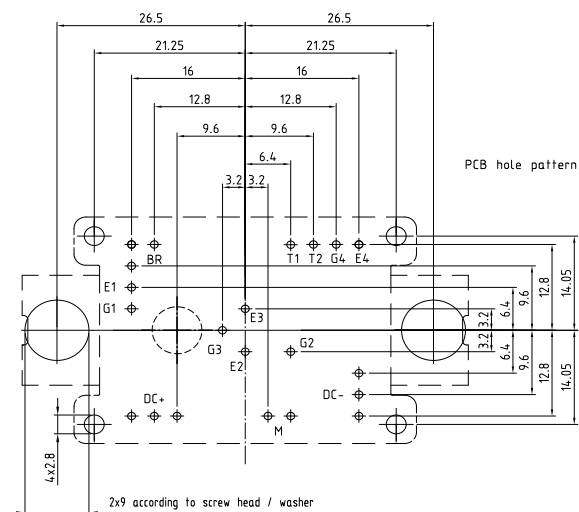 26.5 26.5
21.25 21.25
16 16
12.8 12.8
9.6 9.6
6.4
PCB hole pattern
3.2 3.2
BR T1 T2 G4 E4
E1
G1
E3
G3 G2
E2
3.2 6.4 9.6 12.8 14.05
3.2 6.4 9.6 12.8 14.05
DC+ DC-
M
4x2.8
2x9 according to screw head / washer